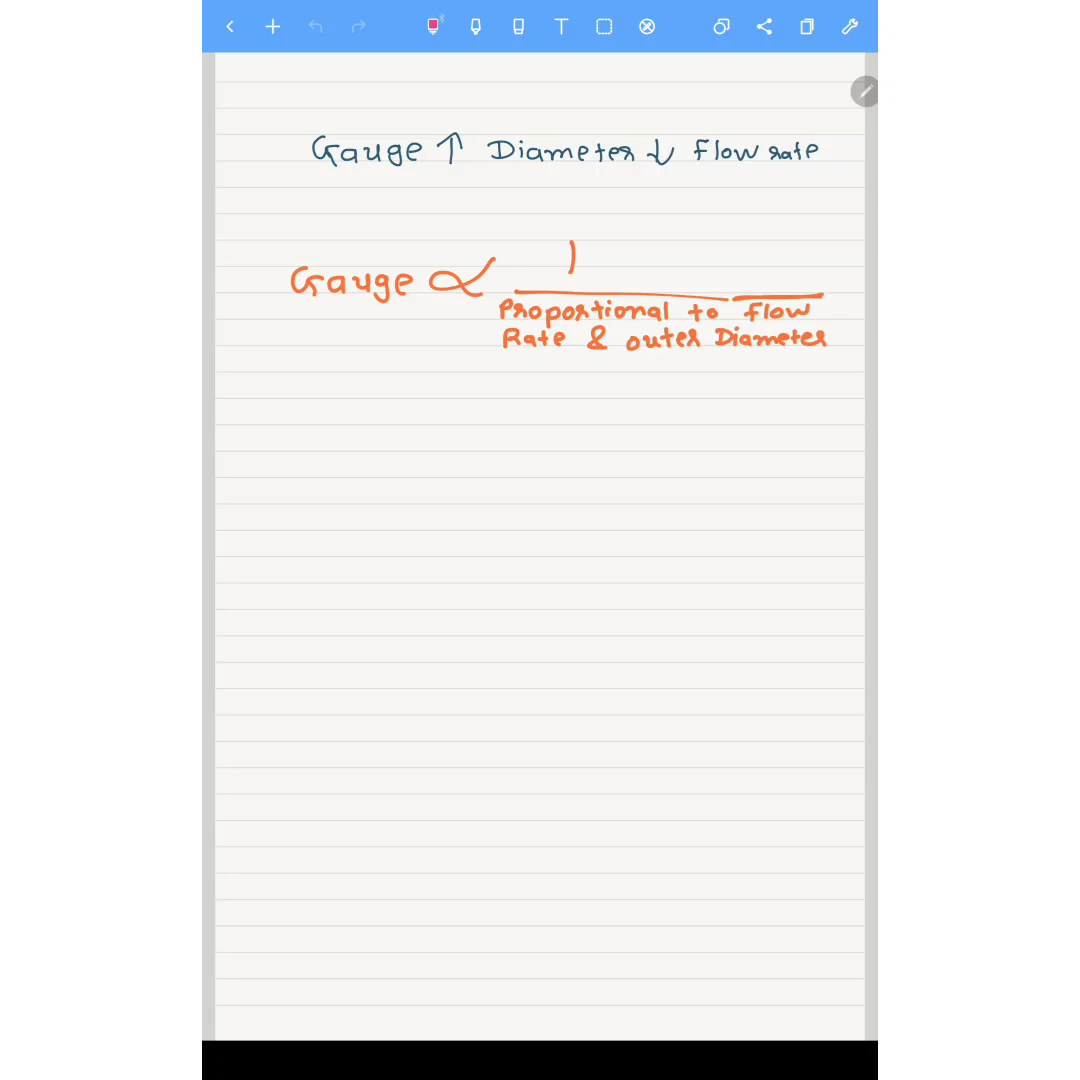 Gauge ↑ Diameter ↓ flow rate
Gauge ∝ 1
Proportional to flow
Rate & outer Diameter